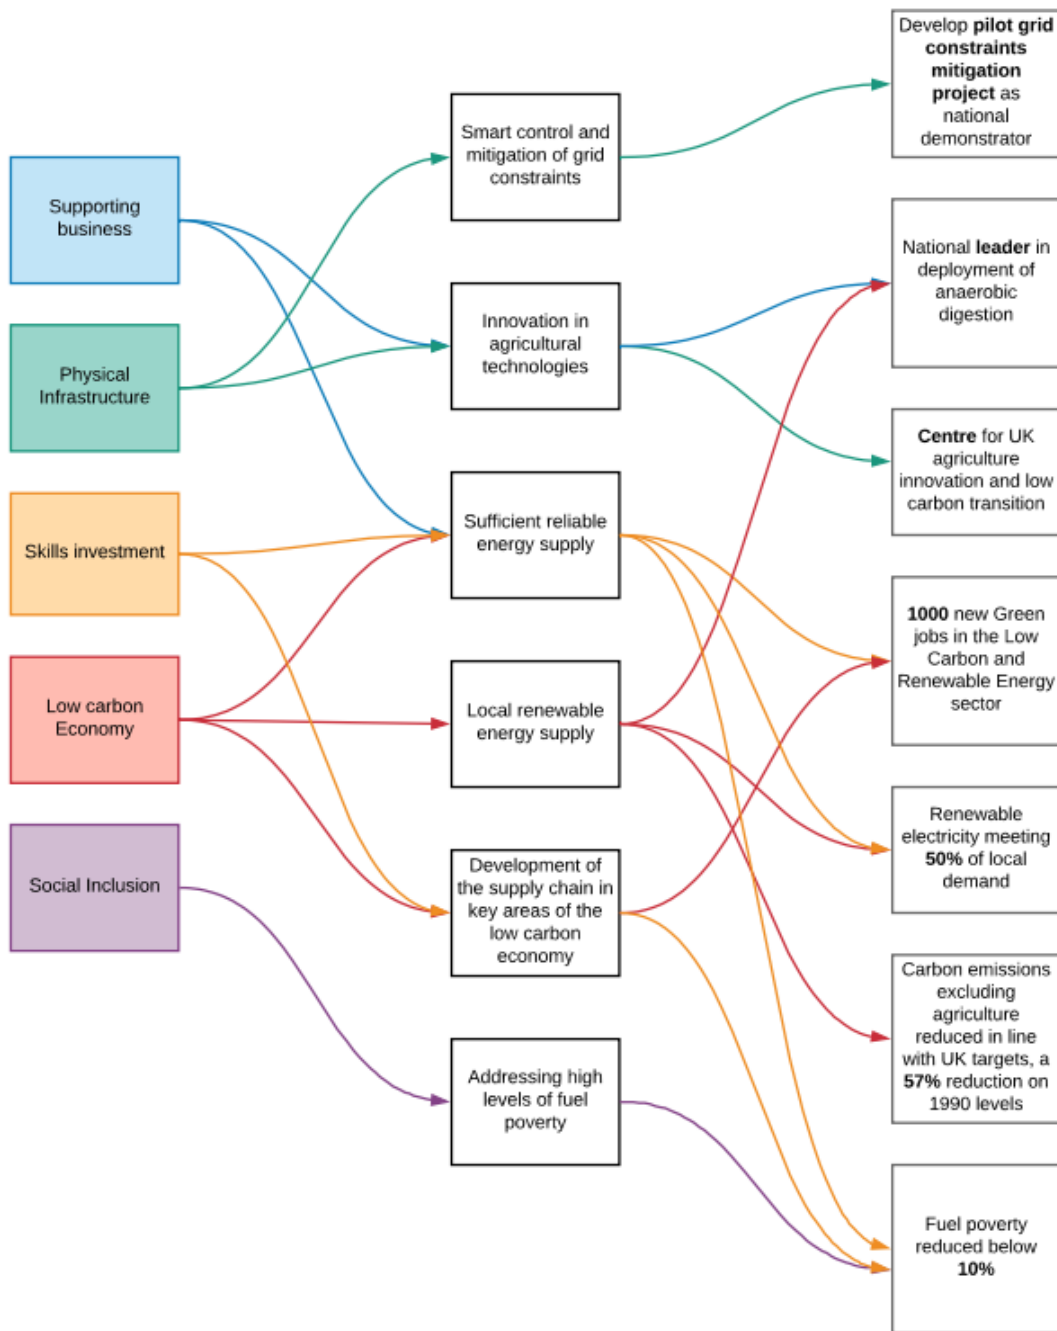 Supporting
business
Physical
Infrastructure
Skills investment
Low carbon
Economy
Social Inclusion
Smart control and
mitigation of grid
constraints
Innovation in
agricultural
technologies
Sufficient reliable
energy supply
Local renewable
energy supply
Development of
the supply chain in
key areas of the
low carbon
economy
Addressing high
levels of fuel
poverty
Develop pilot grid
constraints
mitigation
project as
national
demonstrator
National leader in
deployment of
anaerobic
digestion
Centre for UK
agriculture
innovation and low
carbon transition
1000 new Green
jobs in the Low
Carbon and
Renewable Energy
sector
Renewable
electricity meeting
50% of local
demand
Carbon emissions
excluding
agriculture
reduced in line
with UK targets, a
57% reduction on
1990 levels
Fuel poverty
reduced below
10%